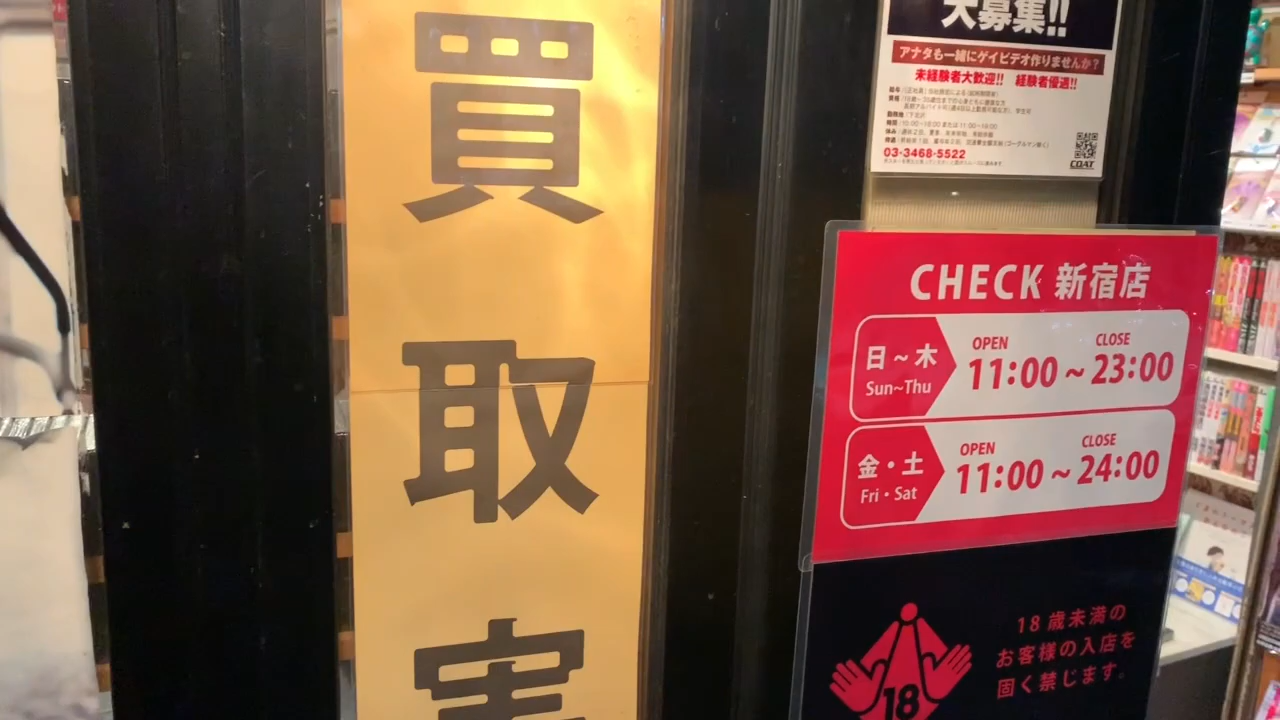 買
取
実
大募集!!
アナタも一緒にゲイビデオ作りませんか?
未経験者大歓迎!! 経験者優遇!!
03-3468-5522
COAT
CHECK 新宿店
日~木
Sun~Thu
OPEN CLOSE
11:00 ~ 23:00
金・土
Fri・Sat
OPEN CLOSE
11:00 ~ 24:00
18
18歳未満の
お客様の入店を
固く禁じます。